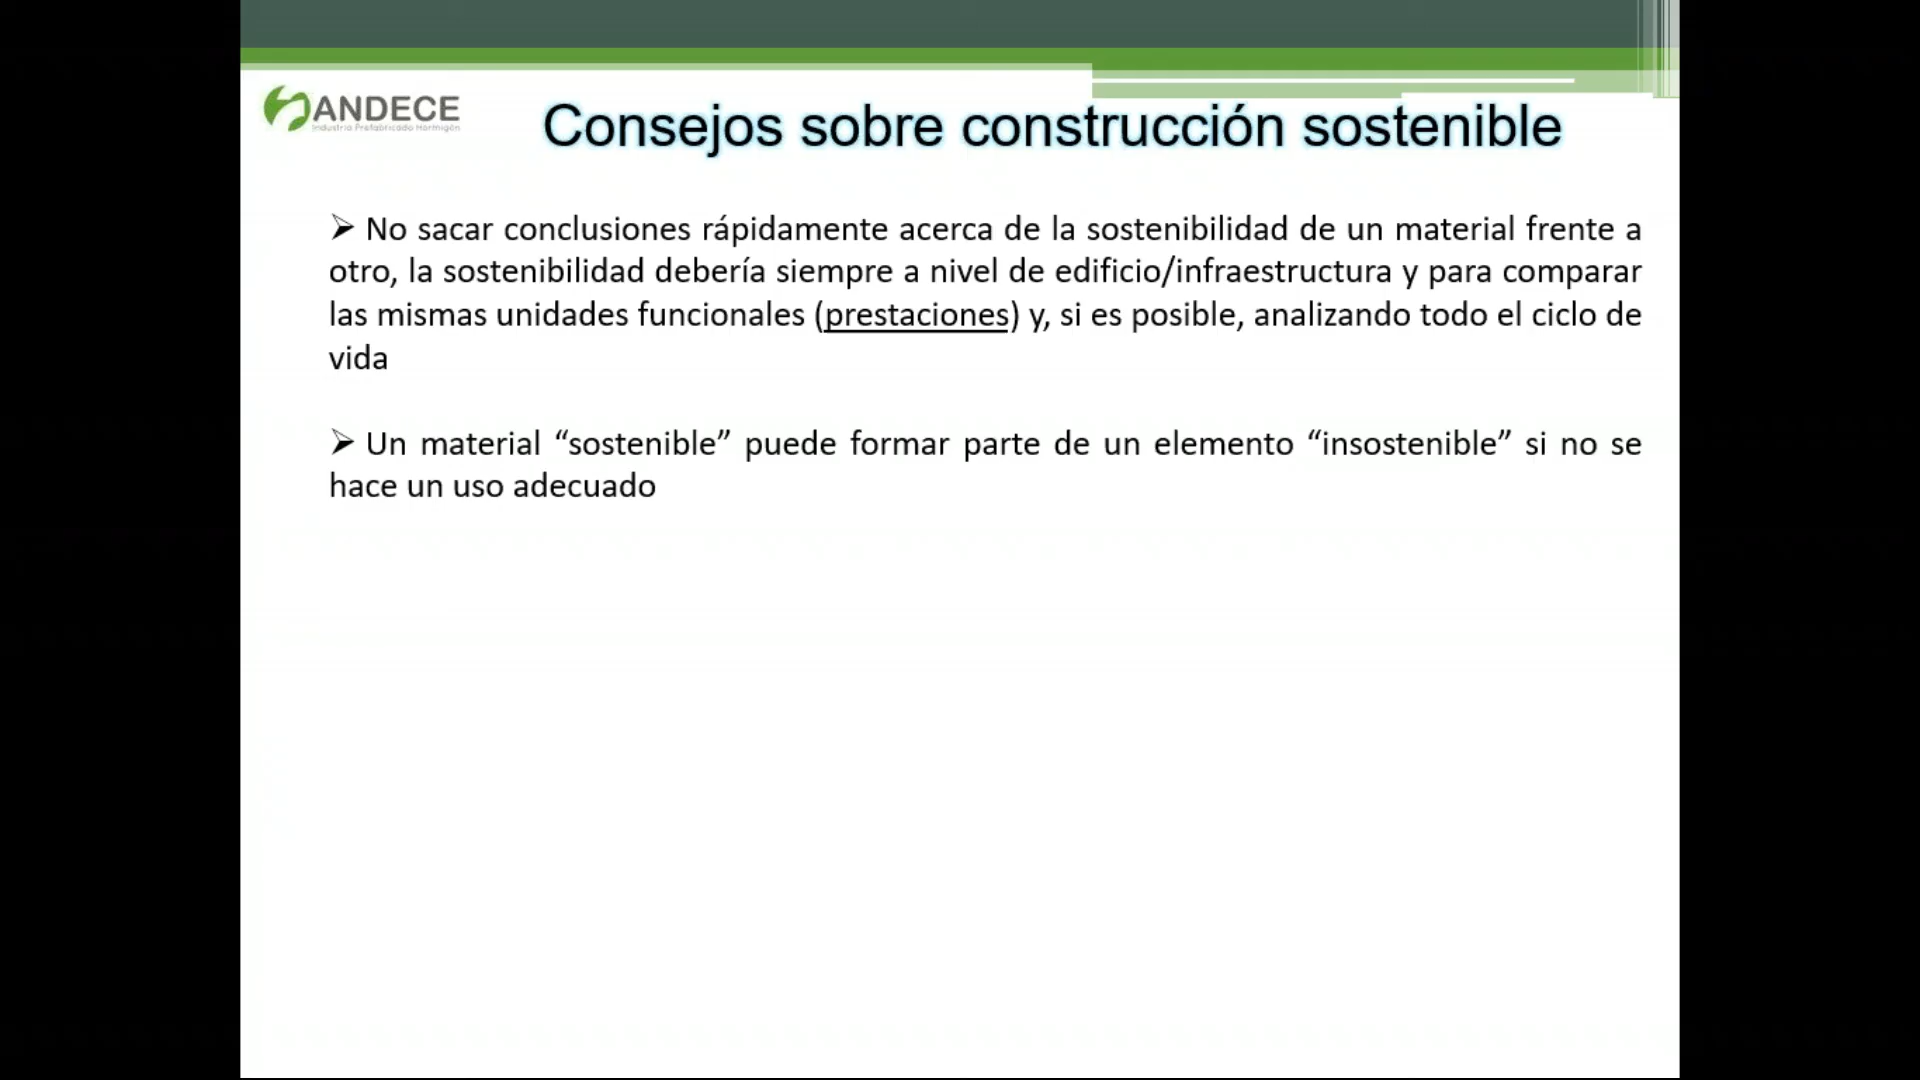 ANDECE
Industria Prefabricado Hormigón
Consejos sobre construcción sostenible
➢ No sacar conclusiones rápidamente acerca de la sostenibilidad de un material frente a
otro, la sostenibilidad debería siempre a nivel de edificio/infraestructura y para comparar
las mismas unidades funcionales (prestaciones) y, si es posible, analizando todo el ciclo de
vida
➢ Un material “sostenible” puede formar parte de un elemento “insostenible” si no se
hace un uso adecuado